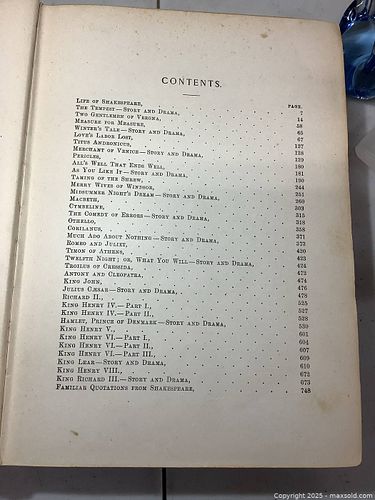 CONTENTS.
PAGE.
LIFE OF SHAKESPEARE, 7
THE TEMPEST—STORY AND DRAMA, 14
TWO GENTLEMEN OF VERONA, 58
MEASURE FOR MEASURE, 65
WINTER'S TALE—STORY AND DRAMA, 67
LOVE'S LABOR LOST, 127
TITUS ANDRONICUS, 128
MERCHANT OF VENICE—STORY AND DRAMA, 129
PERICLES, 180
ALL'S WELL THAT ENDS WELL, 181
AS YOU LIKE IT—STORY AND DRAMA, 190
TAMING OF THE SHREW, 244
MERRY WIVES OF WINDSOR, 251
MIDSUMMER NIGHT'S DREAM—STORY AND DRAMA, 260
MACBETH, 303
CYMBELINE, 315
THE COMEDY OF ERRORS—STORY AND DRAMA, 318
OTHELLO, 358
CORIOLANUS, 371
MUCH ADO ABOUT NOTHING—STORY AND DRAMA, 373
ROMEO AND JULIET, 420
TIMON OF ATHENS, 423
TWELFTH NIGHT; OR, WHAT YOU WILL—STORY AND DRAMA, 424
TROILUS OF CRESSIDA, 472
ANTONY AND CLEOPATRA, 474
KING JOHN, 476
JULIUS CÆSAR—STORY AND DRAMA, 478
RICHARD II., 525
KING HENRY IV.—PART I., 527
KING HENRY IV.—PART II., 528
HAMLET, PRINCE OF DENMARK—STORY AND DRAMA, 530
KING HENRY V., 601
KING HENRY VI.—PART I., 604
KING HENRY VI.—PART II., 607
KING HENRY VI.—PART III., 609
KING LEAR—STORY AND DRAMA, 610
KING HENRY VIII., 672
KING RICHARD III.—STORY AND DRAMA, 673
FAMILIAR QUOTATIONS FROM SHAKESPEARE, 748
Copyright 2025 - maxsold.com